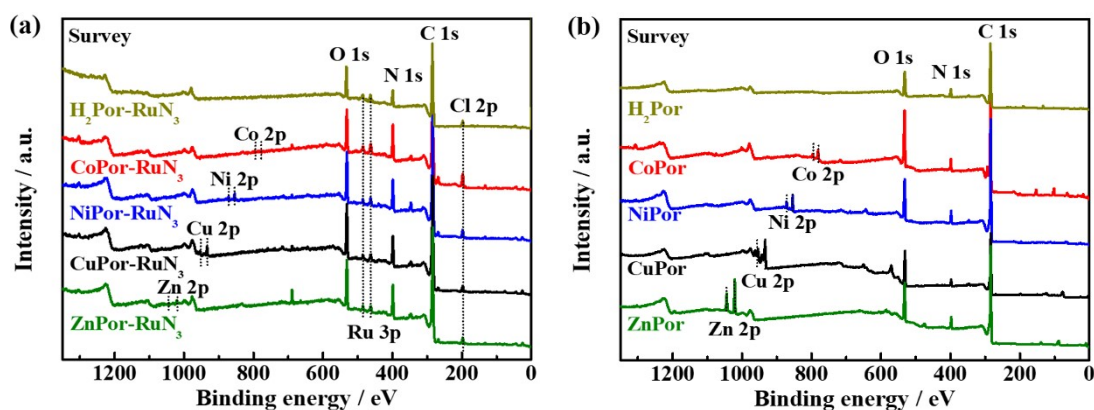 (a)
Survey
C 1s
O 1s
N 1s
Cl 2p
H₂Por-RuN₃
Co 2p
CoPor-RuN₃
Ni 2p
NiPor-RuN₃
Cu 2p
CuPor-RuN₃
Zn 2p
Ru 3p
ZnPor-RuN₃
Intensity / a.u.
1200 1000 800 600 400 200 0
Binding energy / eV
(b)
Survey
C 1s
O 1s
N 1s
H₂Por
CoPor
Co 2p
NiPor
Ni 2p
CuPor
Cu 2p
ZnPor
Zn 2p
Intensity / a.u.
1200 1000 800 600 400 200 0
Binding energy / eV